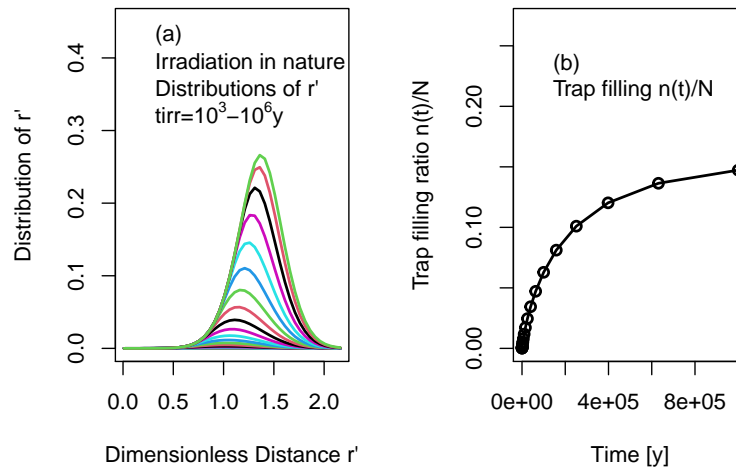 (a)
Irradiation in nature
Distributions of r'
tirr=10³−10⁶y
Distribution of r'
0.4
0.3
0.2
0.1
0.0
0.0 0.5 1.0 1.5 2.0
Dimensionless Distance r'
(b)
Trap filling n(t)/N
Trap filling ratio n(t)/N
0.20
0.10
0.00
0e+00 4e+05 8e+05
Time [y]